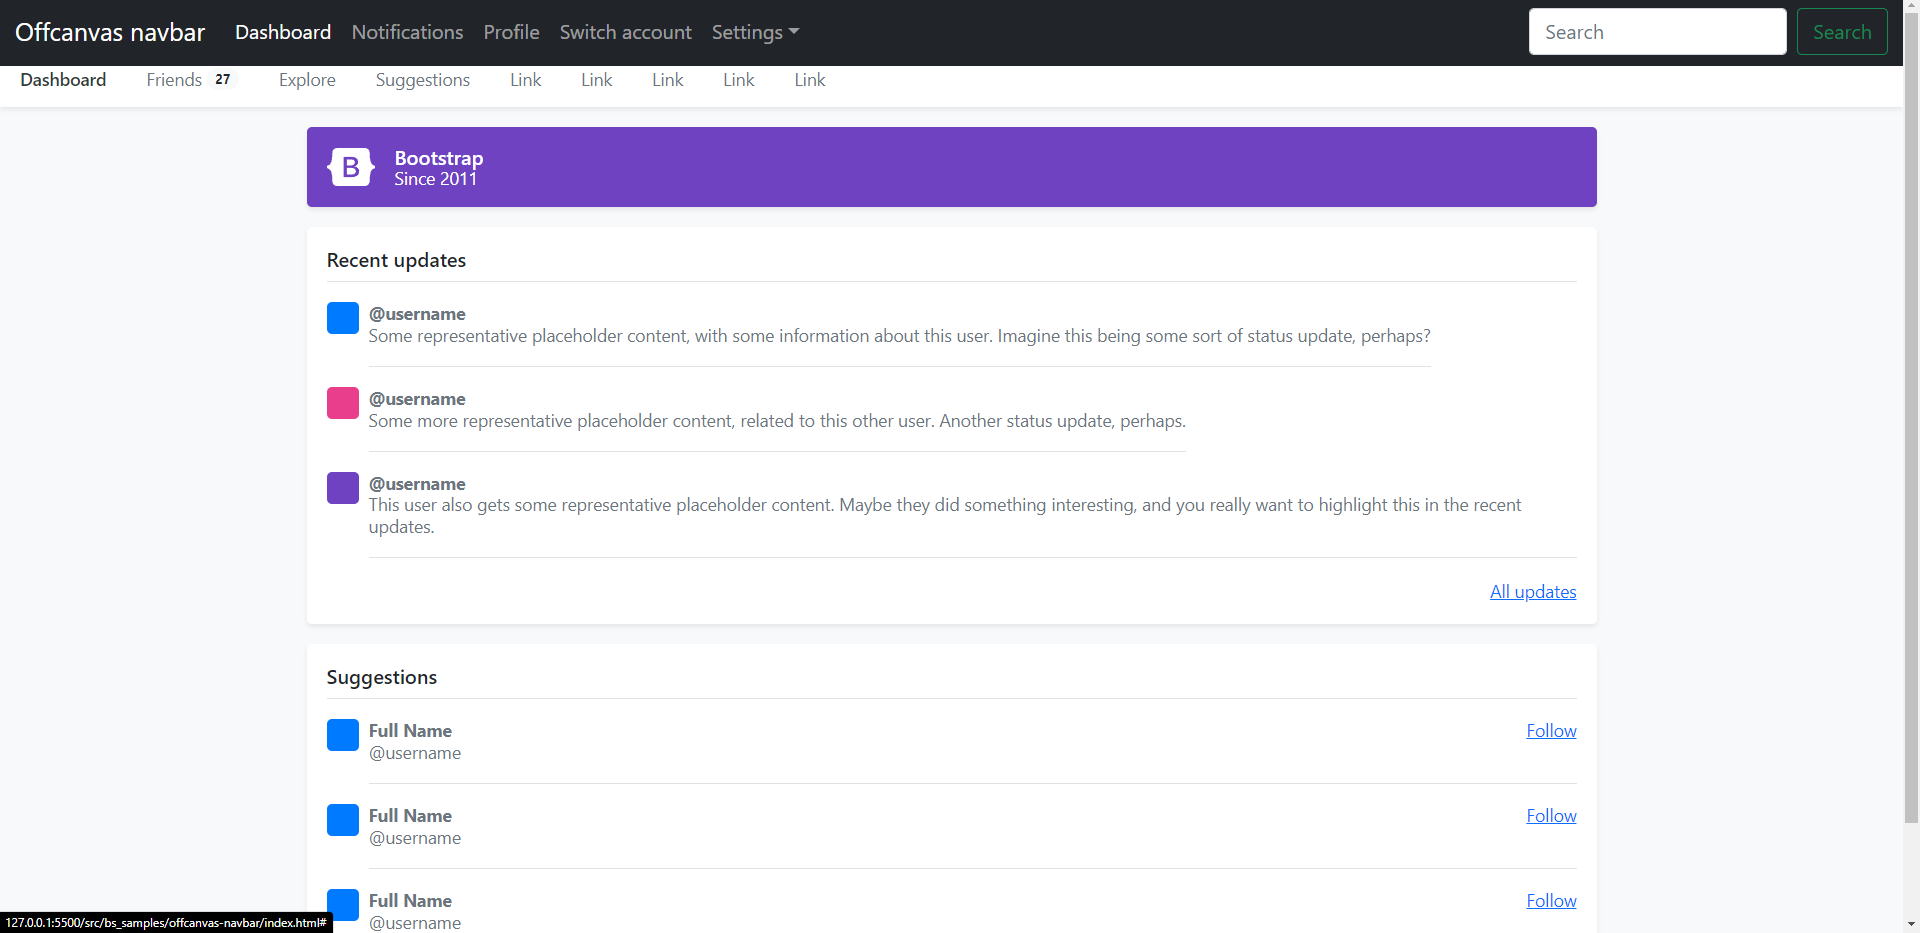 Offcanvas navbar Dashboard Notifications Profile Switch account Settings Search Search
Dashboard Friends 27 Explore Suggestions Link Link Link Link Link
B Bootstrap
Since 2011
Recent updates
@username
Some representative placeholder content, with some information about this user. Imagine this being some sort of status update, perhaps?
@username
Some more representative placeholder content, related to this other user. Another status update, perhaps.
@username
This user also gets some representative placeholder content. Maybe they did something interesting, and you really want to highlight this in the recent
updates.
All updates
Suggestions
Full Name Follow
@username
Full Name Follow
@username
Full Name Follow
@username
127.0.0.1:5500/src/bs_samples/offcanvas-navbar/index.html#